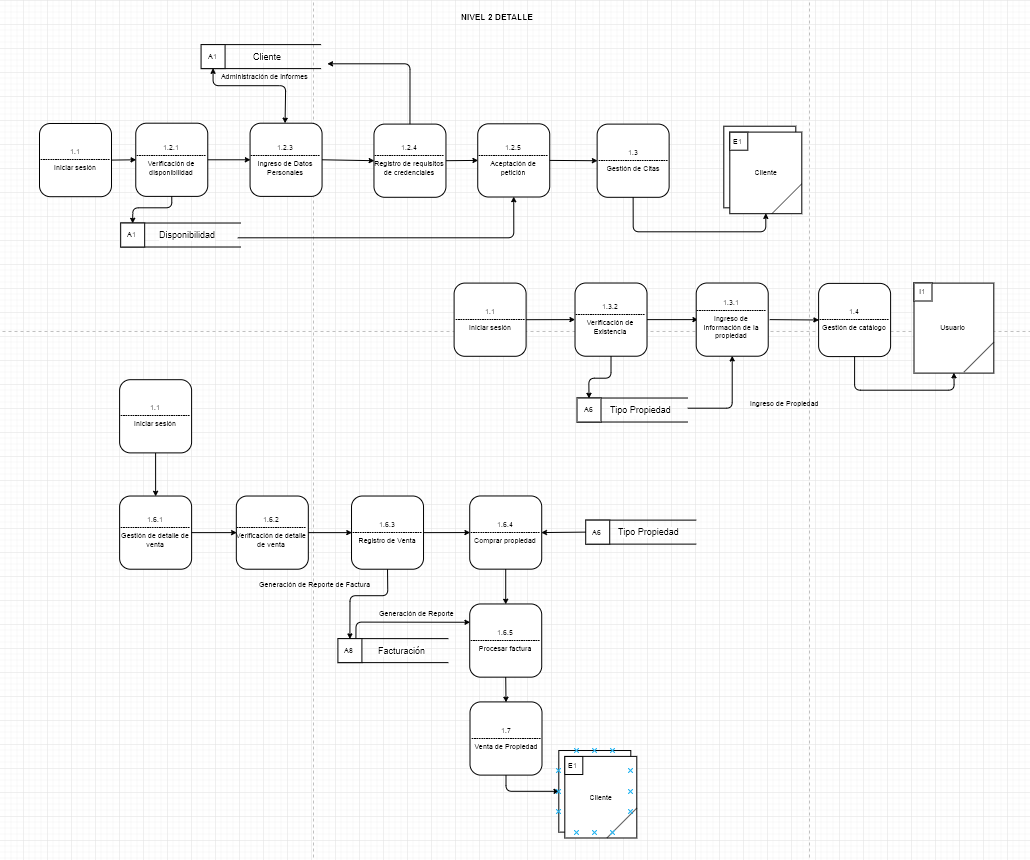 NIVEL 2 DETALLE
A1
Cliente
Administración de Informes
1.1
Iniciar sesión
1.2.1
Verificación de
disponibilidad
1.2.3
Ingreso de Datos
Personales
1.2.4
Registro de requisitos
de credenciales
1.2.5
Aceptación de
petición
1.3
Gestión de Citas
E1
Cliente
A1
Disponibilidad
1.1
Iniciar sesión
1.3.2
Verificación de
Existencia
1.3.1
Ingreso de
Información de la
propiedad
1.4
Gestión de catálogo
I1
Usuario
A6
Tipo Propiedad
Ingreso de Propiedad
1.1
Iniciar sesión
1.6.1
Gestión de detalle de
venta
1.6.2
Verificación de detalle
de venta
1.6.3
Registro de Venta
1.6.4
Comprar propiedad
A6
Tipo Propiedad
Generación de Reporte de Factura
Generación de Reporte
A8
Facturación
1.6.5
Procesar factura
1.7
Venta de Propiedad
E1
Cliente